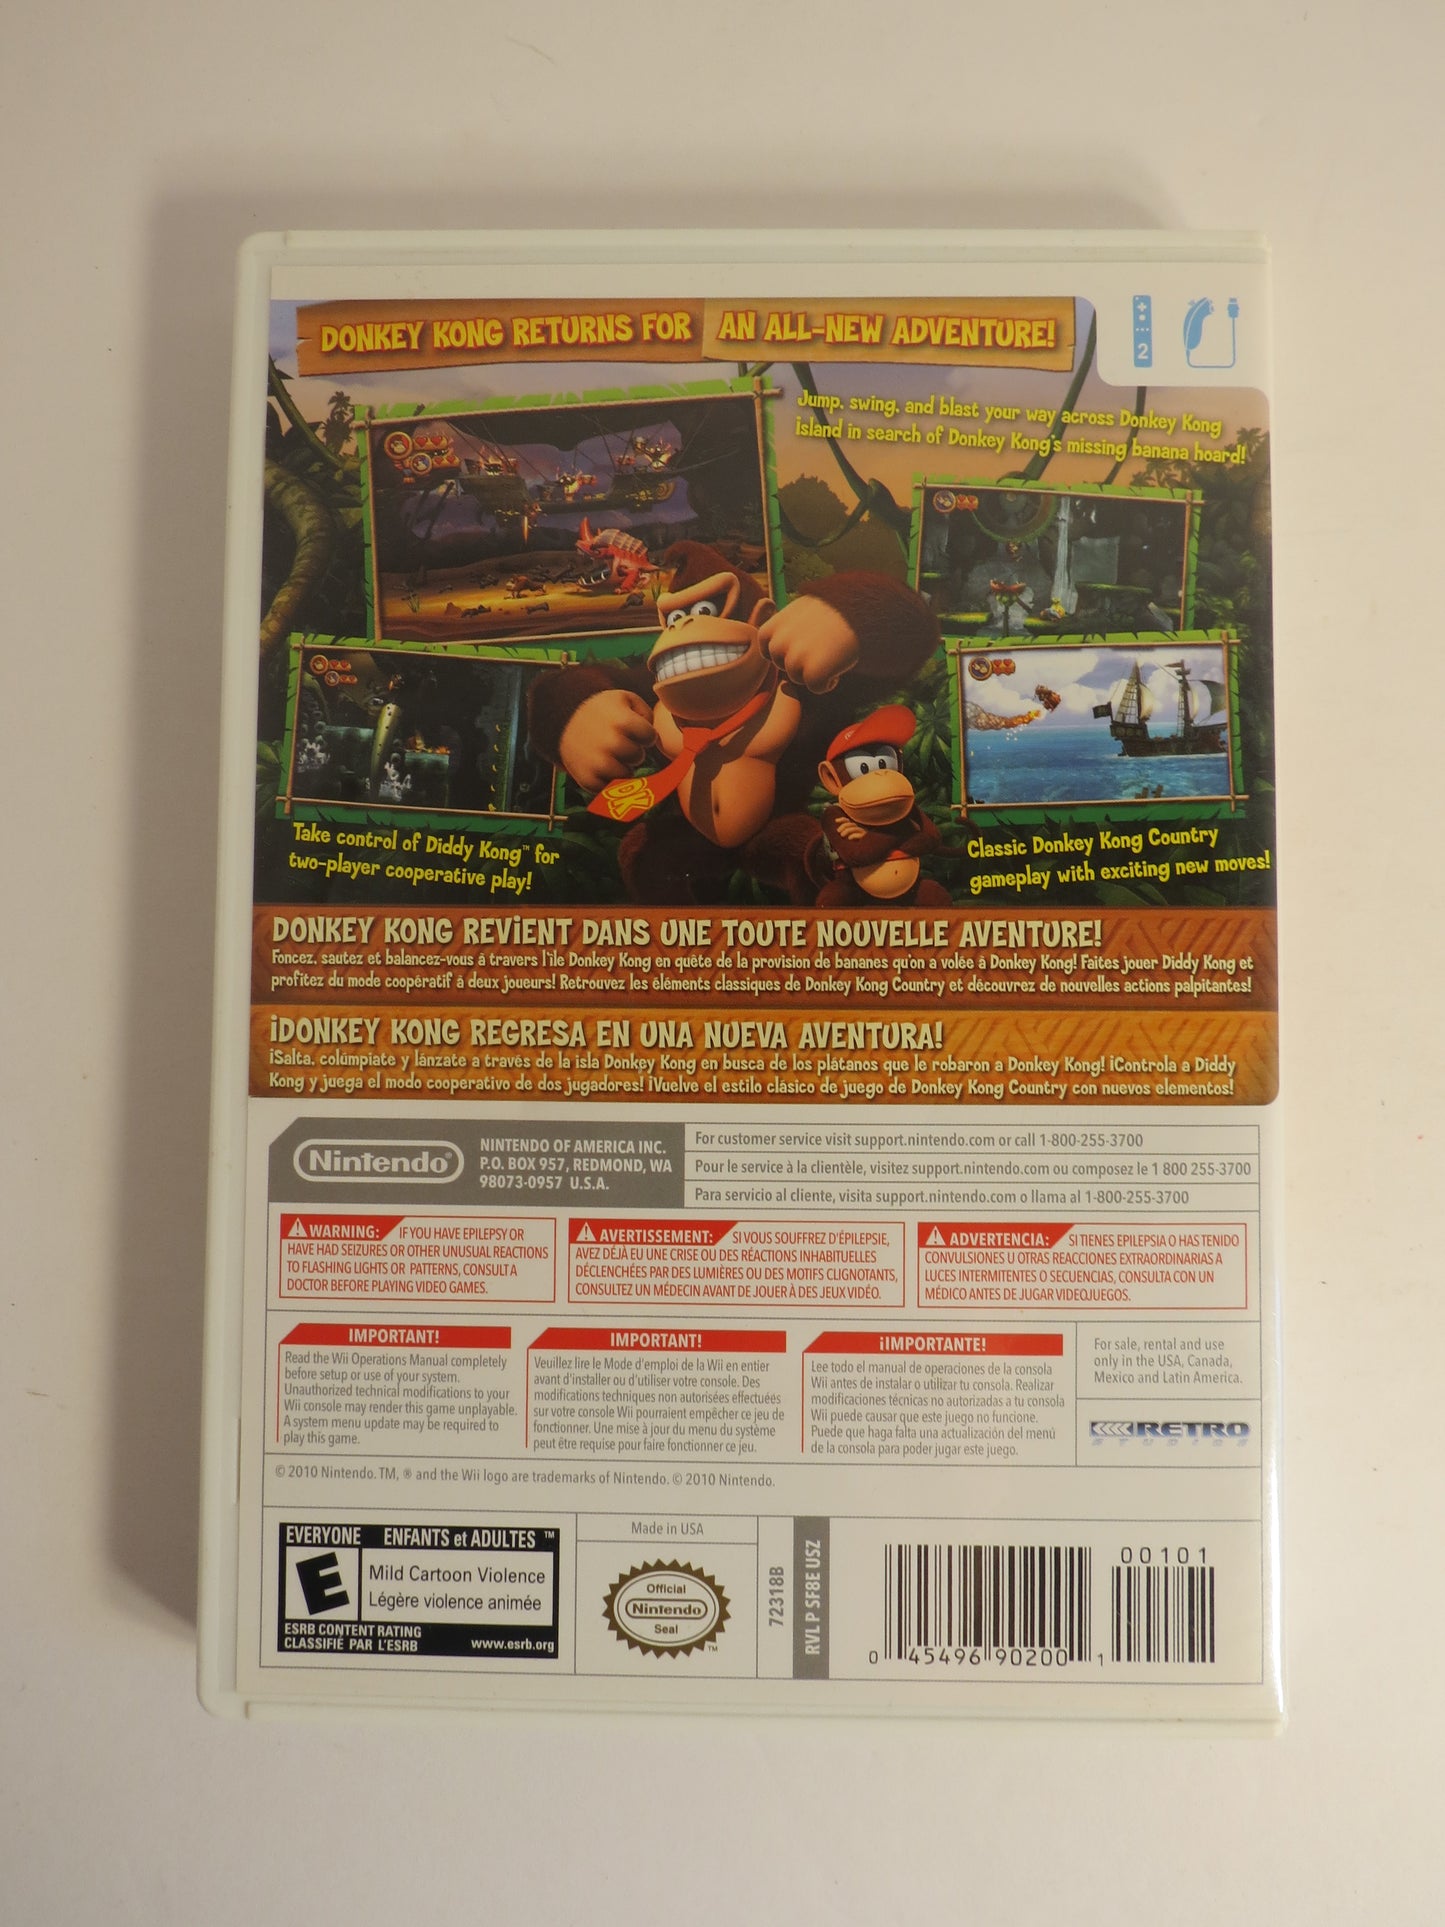 DONKEY KONG RETURNS FOR AN ALL-NEW ADVENTURE!
2
Jump, swing, and blast your way across Donkey Kong
island in search of Donkey Kong's missing banana hoard!
DK
Take control of Diddy Kong™ for
two-player cooperative play!
Classic Donkey Kong Country
gameplay with exciting new moves!
DONKEY KONG REVIENT DANS UNE TOUTE NOUVELLE AVENTURE!
Foncez, sautez et balancez-vous à travers l'île Donkey Kong en quête de la provision de bananes qu'on a volée à Donkey Kong! Faites jouer Diddy Kong et
profitez du mode coopératif à deux joueurs! Retrouvez les éléments classiques de Donkey Kong Country et découvrez de nouvelles actions palpitantes!
¡DONKEY KONG REGRESA EN UNA NUEVA AVENTURA!
¡Salta, colúmpiate y lánzate a través de la isla Donkey Kong en busca de los plátanos que le robaron a Donkey Kong! ¡Controla a Diddy
Kong y juega el modo cooperativo de dos jugadores! ¡Vuelve el estilo clásico de juego de Donkey Kong Country con nuevos elementos!
Nintendo®
NINTENDO OF AMERICA INC.
P.O. BOX 957, REDMOND, WA
98073-0957 U.S.A.
For customer service visit support.nintendo.com or call 1-800-255-3700
Pour le service à la clientèle, visitez support.nintendo.com ou composez le 1 800 255-3700
Para servicio al cliente, visita support.nintendo.com o llama al 1-800-255-3700
WARNING: IF YOU HAVE EPILEPSY OR
HAVE HAD SEIZURES OR OTHER UNUSUAL REACTIONS
TO FLASHING LIGHTS OR PATTERNS, CONSULT A
DOCTOR BEFORE PLAYING VIDEO GAMES.
AVERTISSEMENT: SI VOUS SOUFFREZ D'ÉPILEPSIE,
AVEZ DÉJÀ EU UNE CRISE OU DES RÉACTIONS INHABITUELLES
DÉCLENCHÉES PAR DES LUMIÈRES OU DES MOTIFS CLIGNOTANTS,
CONSULTEZ UN MÉDECIN AVANT DE JOUER À DES JEUX VIDÉO.
ADVERTENCIA: SI TIENES EPILEPSIA O HAS TENIDO
CONVULSIONES U OTRAS REACCIONES EXTRAORDINARIAS A
LUCES INTERMITENTES O SECUENCIAS, CONSULTA CON UN
MÉDICO ANTES DE JUGAR VIDEOJUEGOS.
IMPORTANT!
Read the Wii Operations Manual completely
before setup or use of your system.
Unauthorized technical modifications to your
Wii console may render this game unplayable.
A system menu update may be required to
play this game.
IMPORTANT!
Veuillez lire le Mode d'emploi de la Wii en entier
avant d'installer ou d'utiliser votre console. Des
modifications techniques non autorisées effectuées
sur votre console Wii pourraient empêcher ce jeu de
fonctionner. Une mise à jour du menu du système
peut être requise pour faire fonctionner ce jeu.
¡IMPORTANTE!
Lee todo el manual de operaciones de la consola
Wii antes de instalar o utilizar tu consola. Realizar
modificaciones técnicas no autorizadas a tu consola
Wii puede causar que este juego no funcione.
Puede que haga falta una actualización del menú
de la consola para poder jugar este juego.
For sale, rental and use
only in the USA, Canada,
Mexico and Latin America.
RETRO
STUDIOS
© 2010 Nintendo. TM, ® and the Wii logo are trademarks of Nintendo. © 2010 Nintendo.
EVERYONE ENFANTS et ADULTES ™
E
Mild Cartoon Violence
Légère violence animée
ESRB CONTENT RATING
CLASSIFIÉ PAR L'ESRB www.esrb.org
Made in USA
Official
Nintendo
Seal
™
72318B
RVL P SF8E USZ
00101
0 45496 90200 1